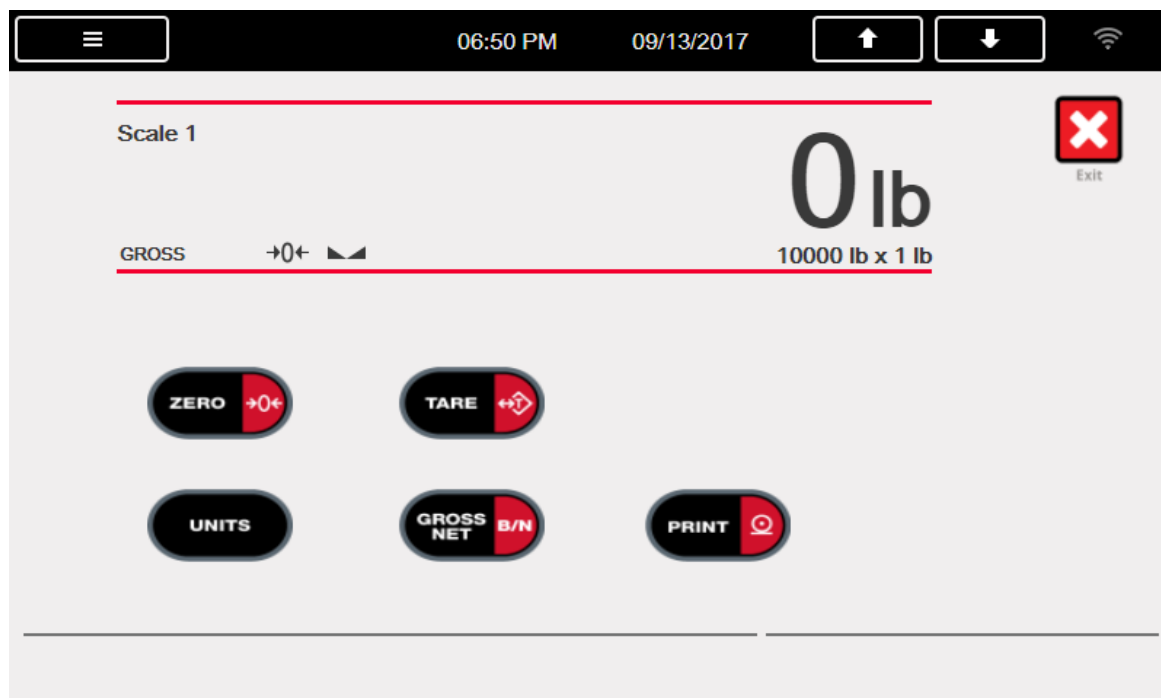 06:50 PM 09/13/2017
Scale 1
0 lb
Exit
GROSS →0←
10000 lb x 1 lb
ZERO →0←
TARE T
UNITS
GROSS NET B/N
PRINT